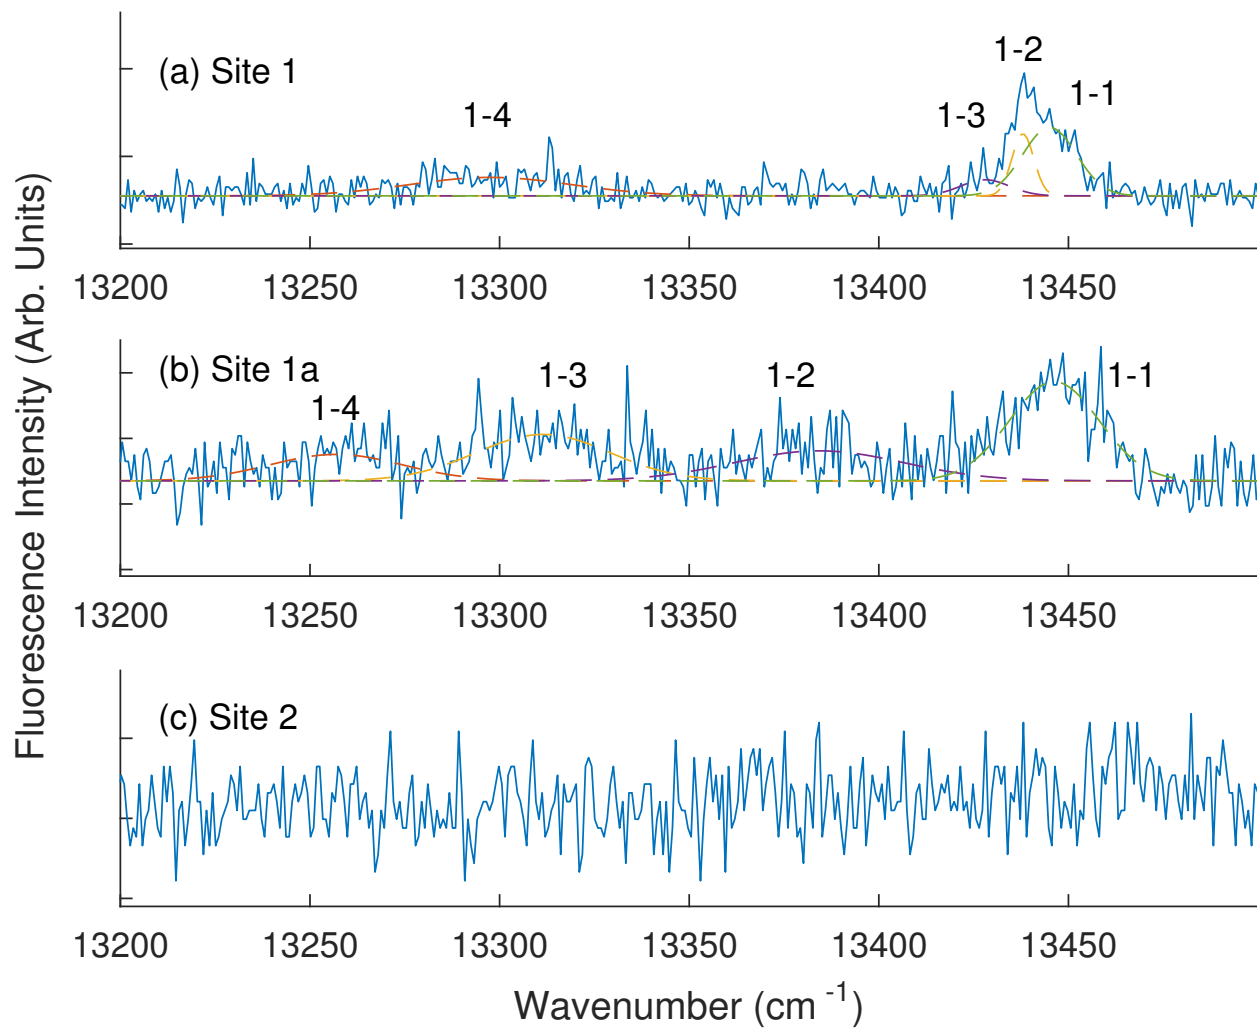 Fluorescence Intensity (Arb. Units)
(a) Site 1
1-4
1-3
1-2
1-1
13200 13250 13300 13350 13400 13450
(b) Site 1a
1-4
1-3
1-2
1-1
13200 13250 13300 13350 13400 13450
(c) Site 2
13200 13250 13300 13350 13400 13450
Wavenumber (cm -1)